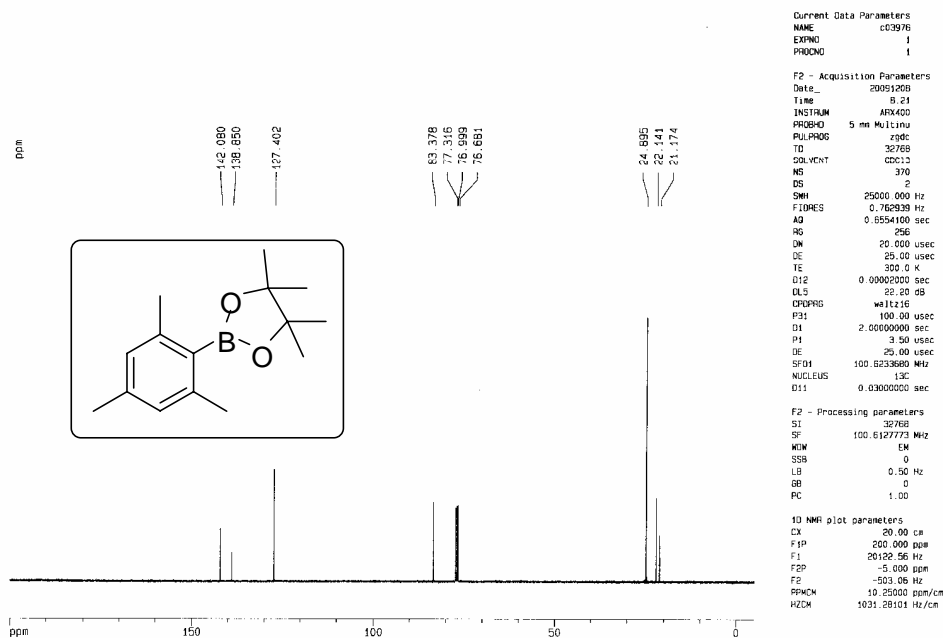 ppm
142.080
138.850
127.402
83.378
77.316
76.999
76.681
24.895
22.141
21.174
O
B
O
ppm
150
100
50
0
Current Data Parameters
NAME c03976
EXPNO 1
PROCNO 1
F2 - Acquisition Parameters
Date_ 20091208
Time 8.21
INSTRUM ARX400
PROBHD 5 mm Multinu
PULPROG zgdc
TD 32768
SOLVENT CDCl3
NS 370
DS 2
SWH 25000.000 Hz
FIDRES 0.762939 Hz
AQ 0.6554100 sec
RG 256
DW 20.000 usec
DE 25.00 usec
TE 300.0 K
D12 0.00002000 sec
DL5 22.20 dB
CPDPRG waltz16
P31 100.00 usec
D1 2.00000000 sec
P1 3.50 usec
DE 25.00 usec
SFO1 100.6233680 MHz
NUCLEUS 13C
D11 0.03000000 sec
F2 - Processing parameters
SI 32768
SF 100.6127773 MHz
WDW EM
SSB 0
LB 0.50 Hz
GB 0
PC 1.00
1D NMR plot parameters
CX 20.00 cm
F1P 200.000 ppm
F1 20122.56 Hz
F2P -5.000 ppm
F2 -503.06 Hz
PPMCM 10.25000 ppm/cm
HZCM 1031.28101 Hz/cm